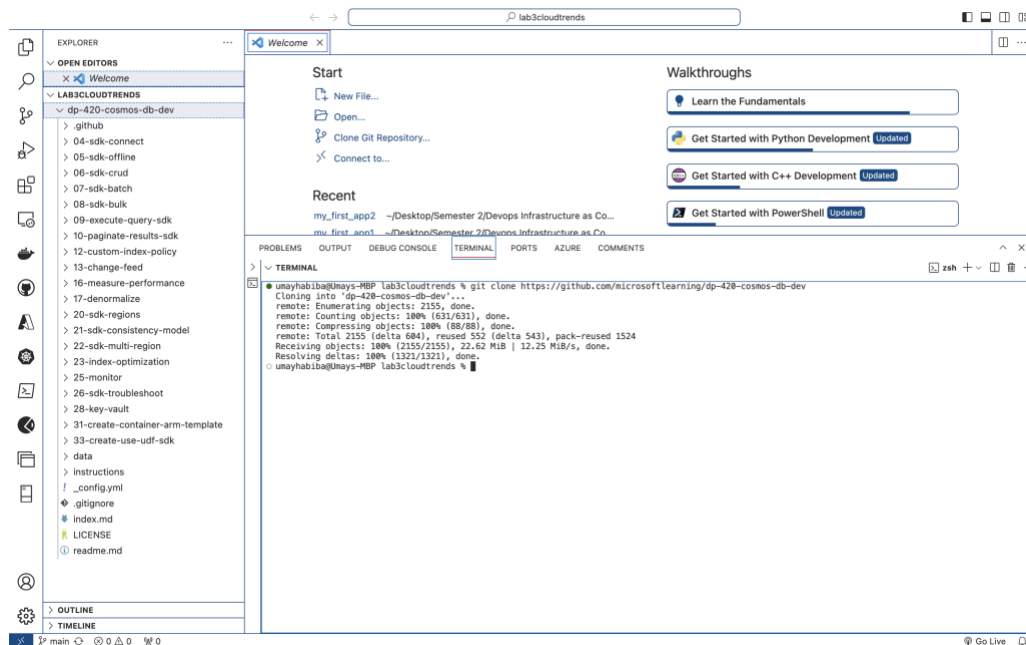 lab3cloudtrends
EXPLORER
OPEN EDITORS
Welcome
LAB3CLOUDTRENDS
dp-420-cosmos-db-dev
.github
04-sdk-connect
05-sdk-offline
06-sdk-crud
07-sdk-batch
08-sdk-bulk
09-execute-query-sdk
10-paginate-results-sdk
12-custom-index-policy
13-change-feed
16-measure-performance
17-denormalize
20-sdk-regions
21-sdk-consistency-model
22-sdk-multi-region
23-index-optimization
25-monitor
26-sdk-troubleshoot
28-key-vault
31-create-container-arm-template
33-create-use-udf-sdk
data
instructions
_config.yml
.gitignore
index.md
LICENSE
readme.md
OUTLINE
TIMELINE
Welcome
Start
New File...
Open...
Clone Git Repository...
Connect to...
Recent
my_first_app2 ~/Desktop/Semester 2/Devops Infrastructure as Co...
my_first_app1 ~/Desktop/Semester 2/Devops Infrastructure as Co...
Walkthroughs
Learn the Fundamentals
Get Started with Python Development Updated
Get Started with C++ Development Updated
Get Started with PowerShell Updated
PROBLEMS OUTPUT DEBUG CONSOLE TERMINAL PORTS AZURE COMMENTS
TERMINAL
zsh
umayhabiba@Umays-MBP lab3cloudtrends % git clone https://github.com/microsoftlearning/dp-420-cosmos-db-dev
Cloning into 'dp-420-cosmos-db-dev'...
remote: Enumerating objects: 2155, done.
remote: Counting objects: 100% (631/631), done.
remote: Compressing objects: 100% (88/88), done.
remote: Total 2155 (delta 604), reused 552 (delta 543), pack-reused 1524
Receiving objects: 100% (2155/2155), 22.62 MiB | 12.25 MiB/s, done.
Resolving deltas: 100% (1321/1321), done.
umayhabiba@Umays-MBP lab3cloudtrends %
main 0 0 0
Go Live